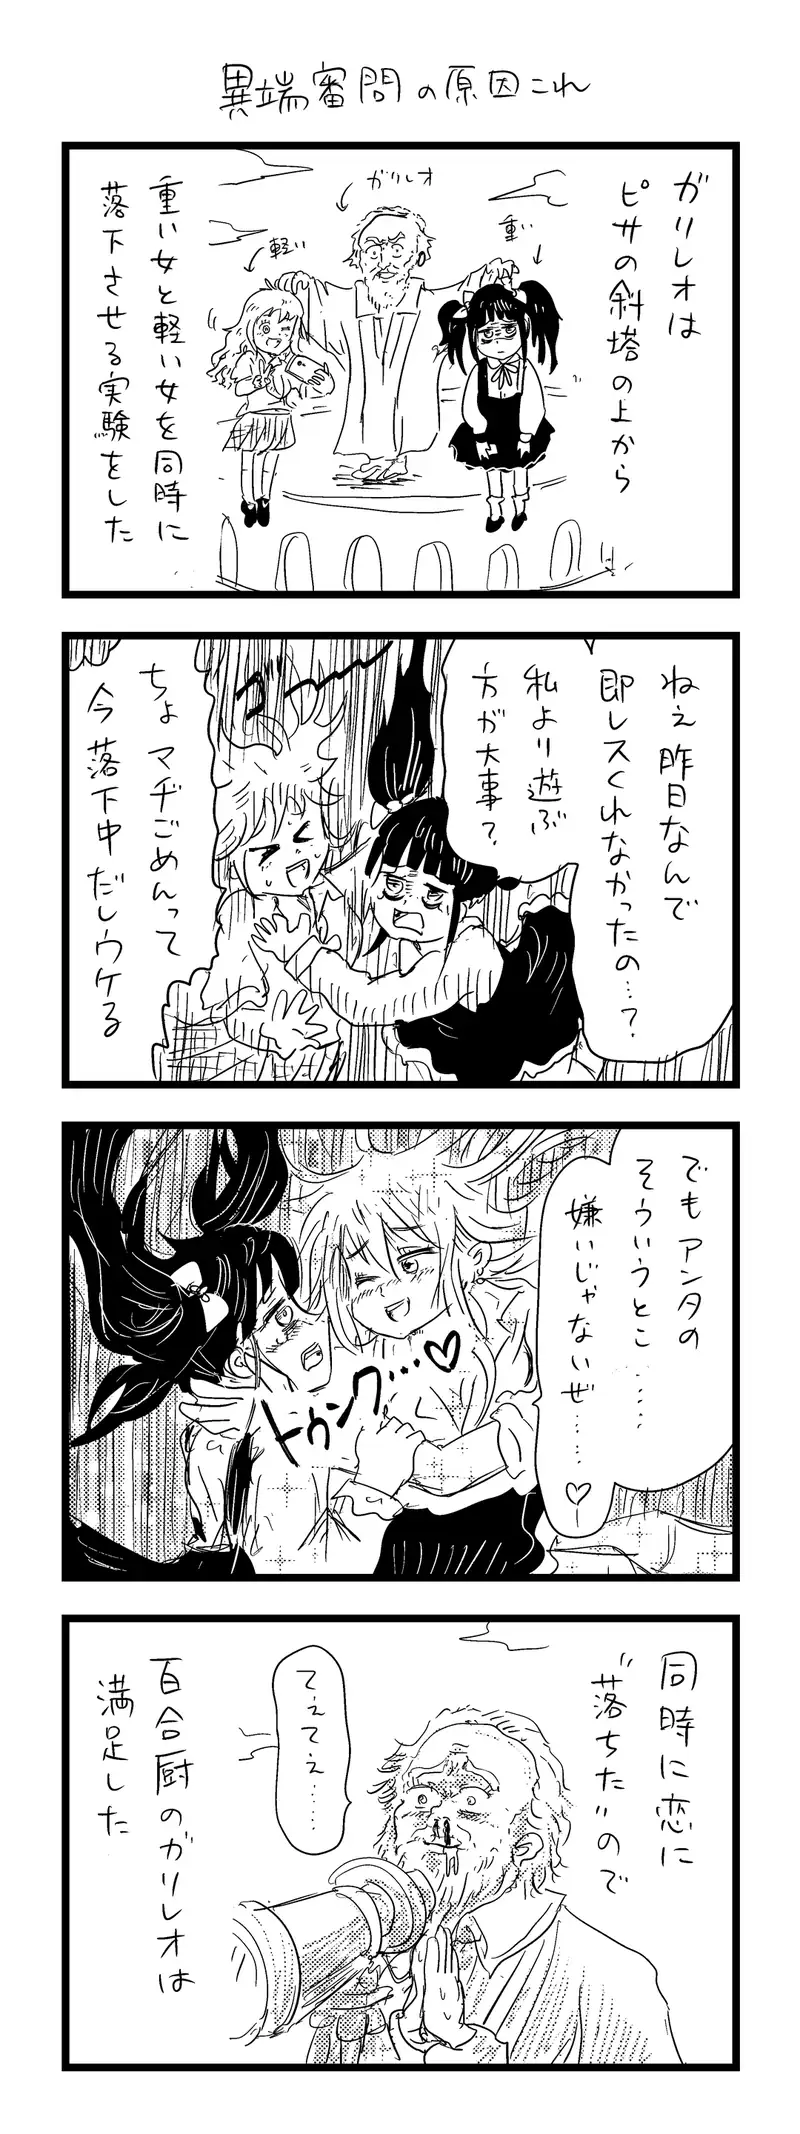 異端審問の原因これ
ガリレオは
ピサの斜塔の上から
重い
ガリレオ
軽い
重い女と軽い女を同時に
落下させる実験をした
ねえ昨日なんで
即レスくれなかったの…?
私より遊ぶ
方が大事?
ゴーーー
ちょマヂごめんって
今落下中だしウケる
でもアンタの
そういうとこ……
嫌いじゃないぜ……♡
トゥンク…♡
同時に恋に
"落ちた"ので
てえてえ……
百合厨のガリレオは
満足した